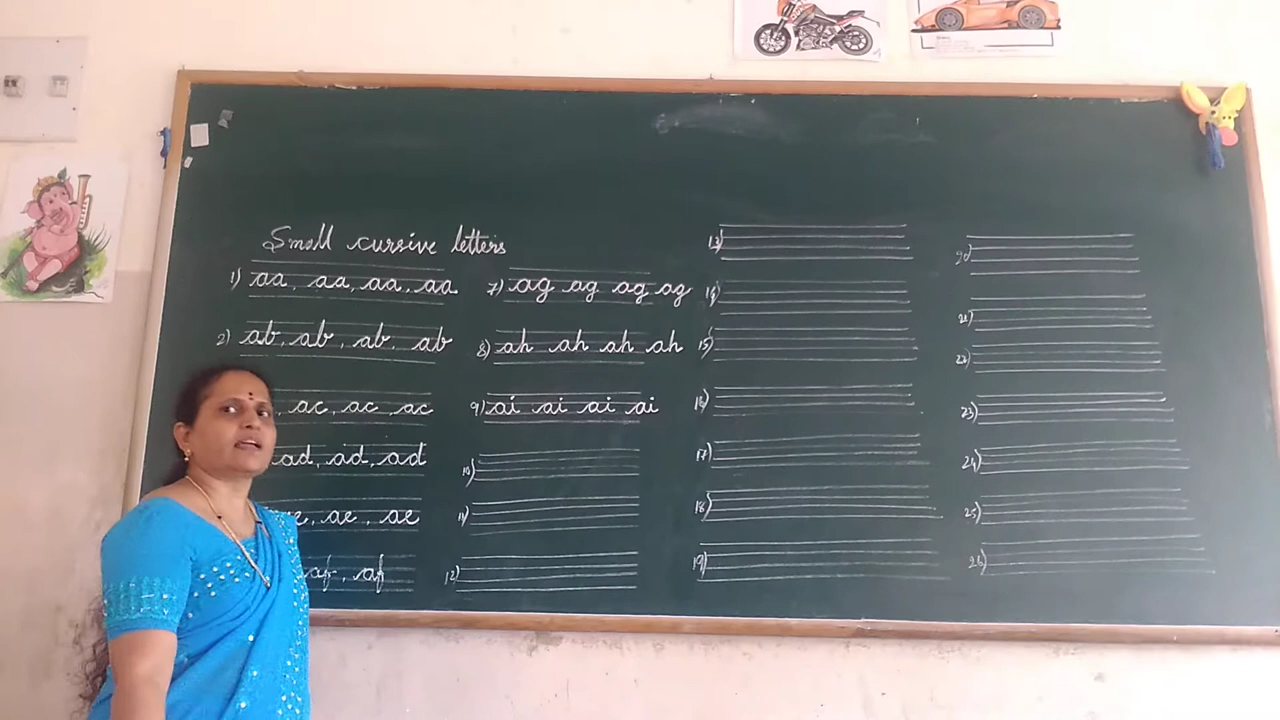 Small cursive letters
1) aa, aa, aa, aa
2) ab, ab, ab, ab
, ac, ac, ac
ad, ad, ad
ae, ae, ae
af, af
7) ag ag ag ag
8) ah ah ah ah
9) ai ai ai ai
10)
11)
12)
13)
14)
15)
16)
17)
18)
19)
20)
21)
22)
23)
24)
25)
26)